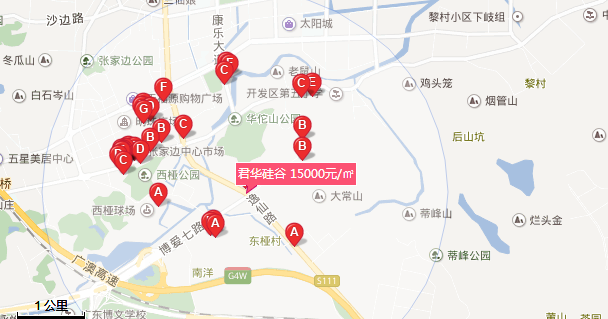 沙边路
康乐大道
太阳城
黎村小区下岐组
冬瓜山
张家边公园
老鼠山
鸡头笼
黎村
白石岑山
购物广场
开发区第五小学
烟管山
华佗山公园
后山坑
五星美居中心
张家边中心市场
西桠公园
君华硅谷 15000元/㎡
大常山
西桠球场
蒂峰山
烂头金
博爱七路
东桠村
蒂峰公园
广澳高速
南洋
G4W
S111
1公里
广东博文学校
F
C
C
E
G
B
B
C
B
D
B
C
A
A
A